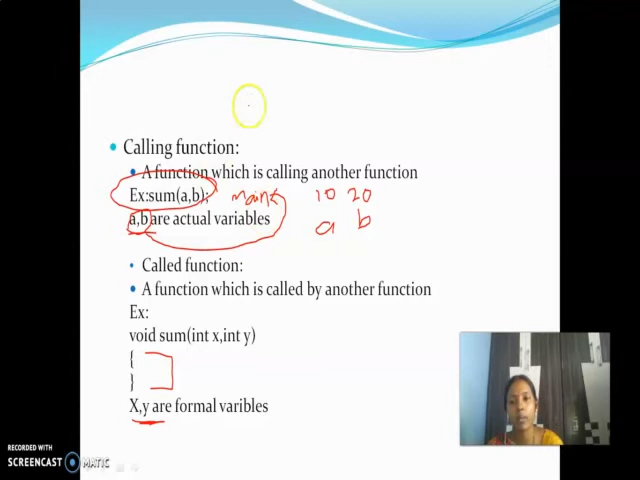 Calling function:
A function which is calling another function
Ex:sum(a,b);
main
10 20
a,b are actual variables
a b
Called function:
A function which is called by another function
Ex:
void sum(int x,int y)
{
}
X,y are formal varibles
RECORDED WITH
SCREENCAST MATIC